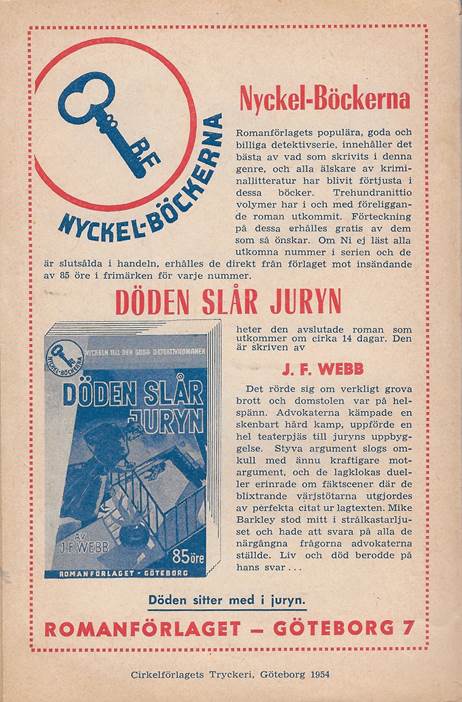 RE
NYCKEL-BÖCKERNA
Nyckel-Böckerna
Romanförlagets populära, goda och
billiga detektivserie, innehåller det
bästa av vad som skrivits i denna
genre, och alla älskare av krimi-
nallitteratur har blivit förtjusta i
dessa böcker. Trehundranittio
volymer har i och med föreliggan-
de roman utkommit. Förteckning
på dessa erhålles gratis av dem
som så önskar. Om Ni ej läst alla
utkomna nummer i serien och de
är slutsålda i handeln, erhålles de direkt från förlaget mot insändande
av 85 öre i frimärken för varje nummer.
DÖDEN SLÅR JURYN
heter den avslutade roman som
utkommer om cirka 14 dagar. Den
är skriven av
J. F. WEBB
Det rörde sig om verkligt grova
brott och domstolen var på hel-
spänn. Advokaterna kämpade en
skenbart hård kamp, uppförde en
hel teaterpjäs till juryns uppbyg-
gelse. Styva argument slogs om-
kull med ännu kraftigare mot-
argument, och de lagklokas duel-
ler erinrade om fäktscener där de
blixtrande värjstötarna utgjordes
av perfekta citat ur lagtexten. Mike
Barkley stod mitt i strålkastarlju-
set och hade att svara på alla de
närgångna frågorna advokaterna
ställde. Liv och död berodde på
hans svar . . .
NYCKEL-BÖCKERNA
NYCKELN TILL DEN GODA DETEKTIVROMANEN
DÖDEN SLÅR
JURYN
AV
J.F. WEBB
85 öre
ROMANFÖRLAGET - GÖTEBORG
Döden sitter med i juryn.
ROMANFÖRLAGET — GÖTEBORG 7
Cirkelförlagets Tryckeri, Göteborg 1954